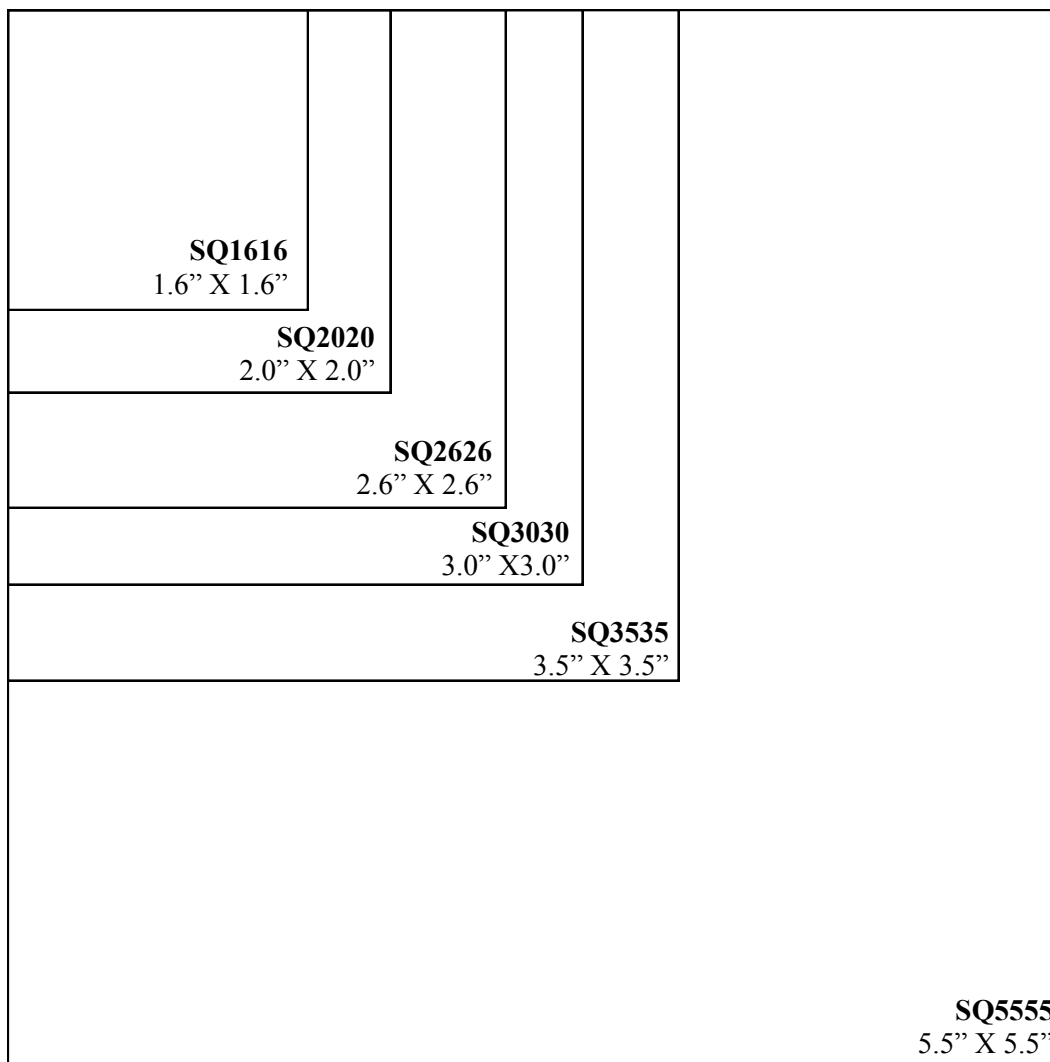 SQ1616
1.6” X 1.6”
SQ2020
2.0” X 2.0”
SQ2626
2.6” X 2.6”
SQ3030
3.0” X3.0”
SQ3535
3.5” X 3.5”
SQ5555
5.5” X 5.5”